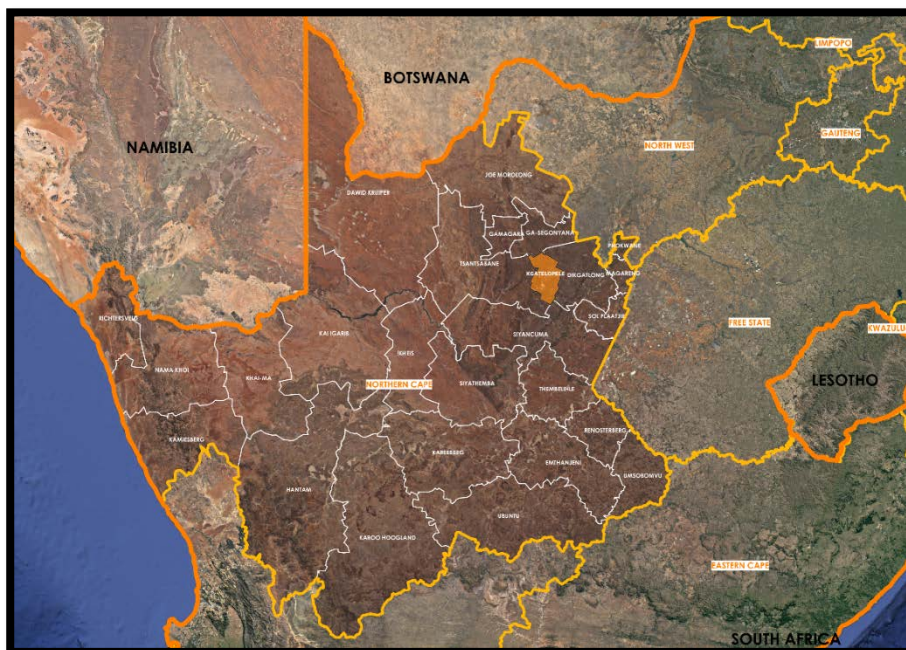 LIMPOPO
BOTSWANA
GAUTENG
NAMIBIA
NORTH WEST
JOE MOROLONG
DAWID KRUIPER
GAMAGARA
GA-SEGONYANA
PHOKWANE
TSANTSABANE
KGATELOPELE
DIKGATLONG
MAGARENG
SOL PLAATJE
RICHTERSVELD
FREE STATE
KWAZULU
KAI !GARIB
SIYANCUMA
!KHEIS
NAMA KHOI
KHAI-MA
NORTHERN CAPE
SIYATHEMBA
THEMBELIHLE
LESOTHO
RENOSTERBERG
KAMIESBERG
KAREEBERG
EMTHANJENI
UMSOBOMVU
HANTAM
UBUNTU
KAROO HOOGLAND
EASTERN CAPE
SOUTH AFRICA